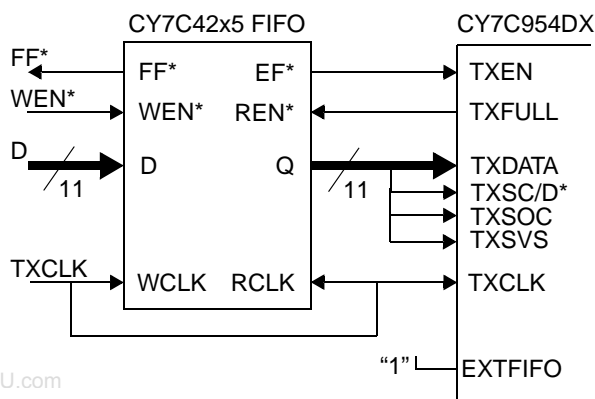 CY7C42x5 FIFO CY7C954DX
FF* FF* EF* TXEN
WEN* WEN* REN* TXFULL
D D Q TXDATA
11 11 TXSC/D*
TXSOC
TXSVS
TXCLK WCLK RCLK TXCLK
“1” EXTFIFO
U.com